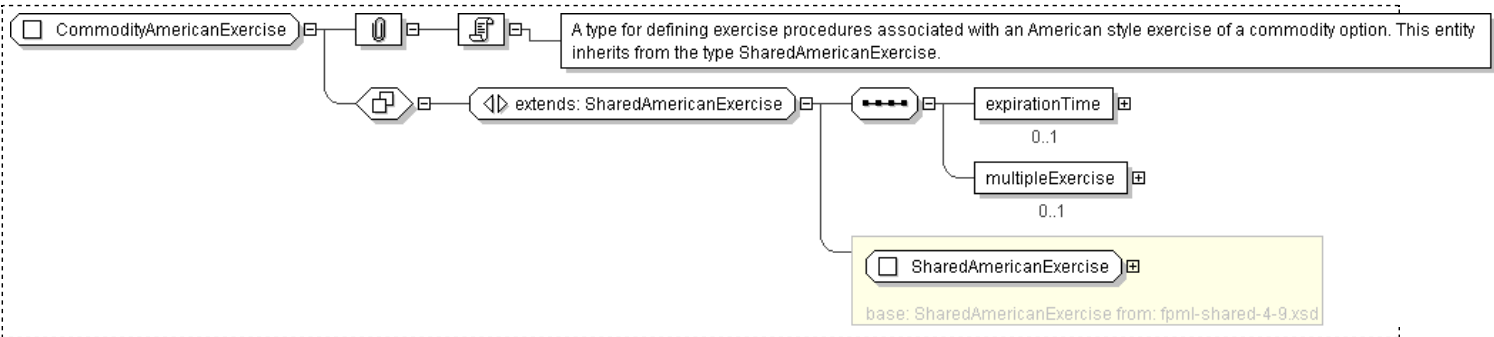 CommodityAmericanExercise
A type for defining exercise procedures associated with an American style exercise of a commodity option. This entity
inherits from the type SharedAmericanExercise.
extends: SharedAmericanExercise
expirationTime
0..1
multipleExercise
0..1
SharedAmericanExercise
base: SharedAmericanExercise from: fpml-shared-4-9.xsd